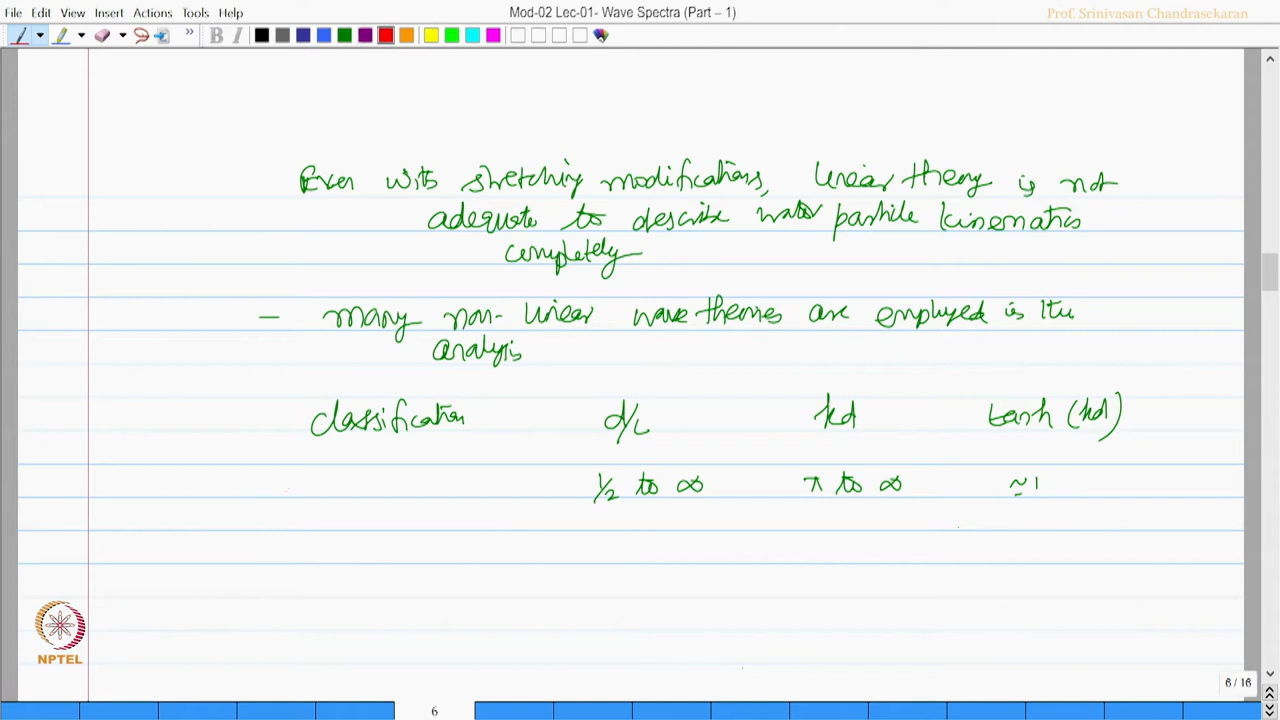 File Edit View Insert Actions Tools Help
Mod-02 Lec-01- Wave Spectra (Part – 1)
Prof. Srinivasan Chandrasekaran
B I
Even with stretching modifications, linear theory is not
adequate to describe water particle kinematics
completely
— many non-linear wave theories are employed in the
analysis
classification d/L kd tanh (kd)
1/2 to ∞ π to ∞ ≃1
NPTEL
6 / 16
6